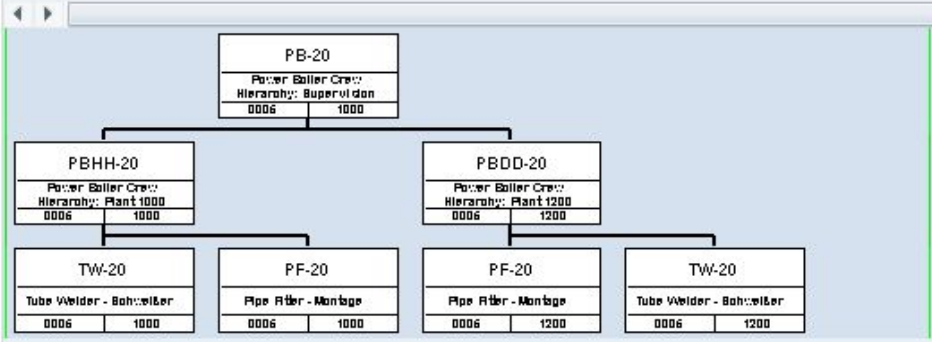 PB-20
Power Boiler Crew
Hierarchy: Supervision
0006 1000
PBHH-20
Power Boiler Crew
Hierarchy: Plant 1000
0006 1000
PBDD-20
Power Boiler Crew
Hierarchy: Plant 1200
0006 1200
TW-20
Tube Welder - Schweißer
0006 1000
PF-20
Pipe Fitter - Montage
0006 1000
PF-20
Pipe Fitter - Montage
0006 1200
TW-20
Tube Welder - Schweißer
0006 1200